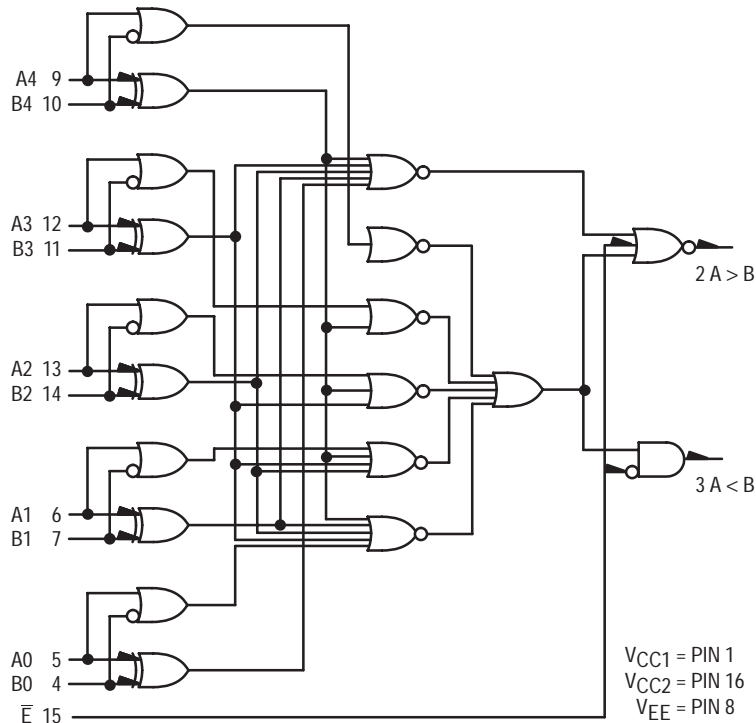 A4 9
B4 10
A3 12
B3 11
A2 13
B2 14
A1 6
B1 7
A0 5
B0 4
E̅ 15
2 A > B
3 A < B
VCC1 = PIN 1
VCC2 = PIN 16
VEE = PIN 8